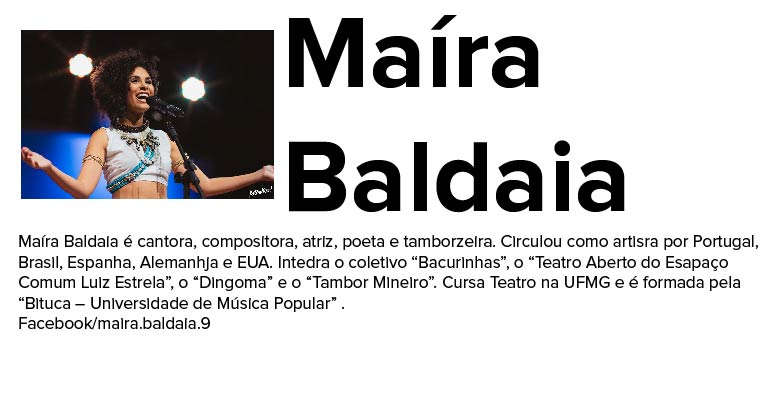 Maíra
Baldaia
Maíra Baldaia é cantora, compositora, atriz, poeta e tamborzeira. Circulou como artisra por Portugal,
Brasil, Espanha, Alemanhja e EUA. Intedra o coletivo “Bacurinhas”, o “Teatro Aberto do Esapaço
Comum Luiz Estrela”, o “Dingoma” e o “Tambor Mineiro”. Cursa Teatro na UFMG e é formada pela
“Bituca – Universidade de Música Popular” .
Facebook/maira.baldaia.9